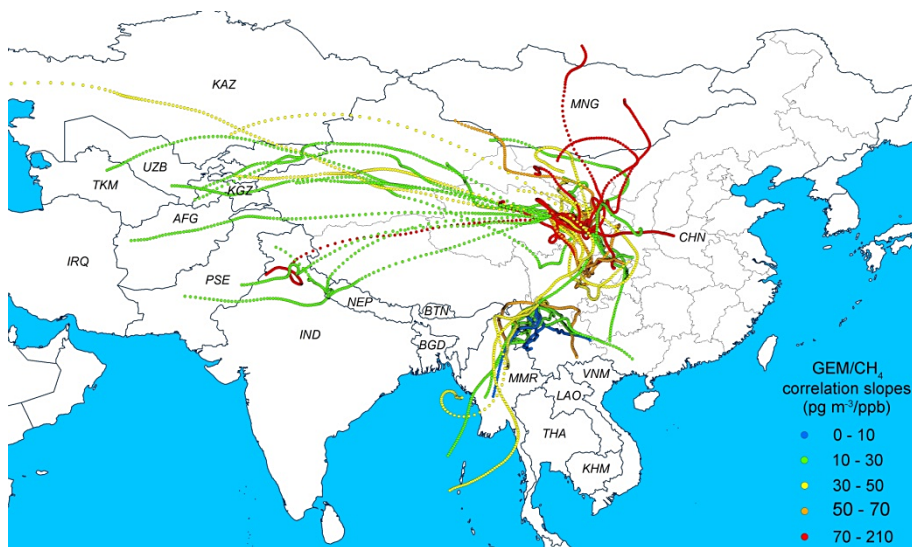 KAZ
MNG
UZB
TKM
KGZ
AFG
CHN
IRQ
PSE
NEP
BTN
IND
BGD
MMR
VNM
LAO
THA
KHM
GEM/CH₄
correlation slopes
(pg m⁻³/ppb)
0 - 10
10 - 30
30 - 50
50 - 70
70 - 210